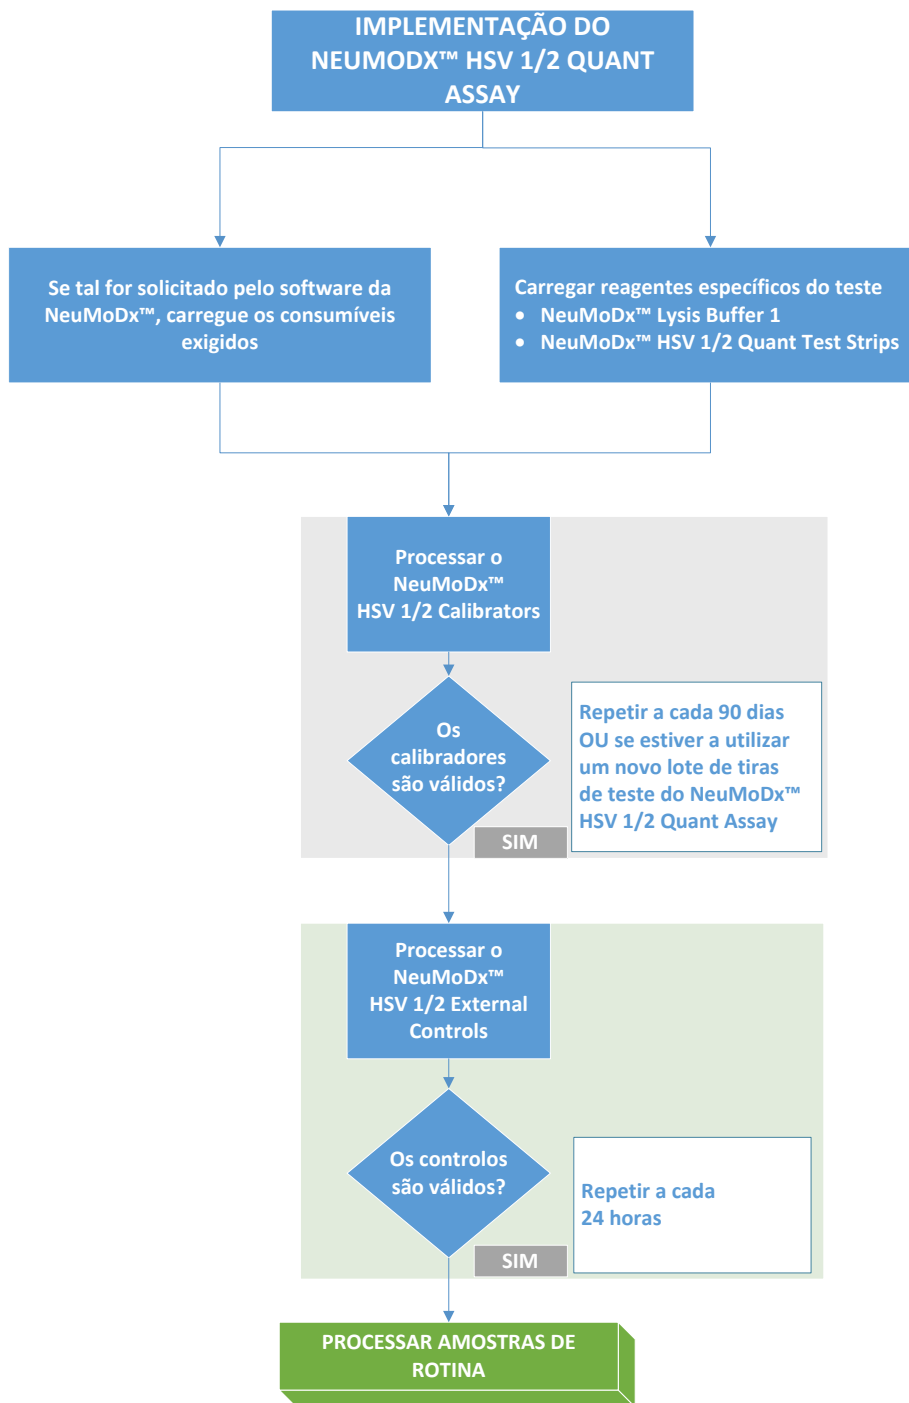 IMPLEMENTAÇÃO DO
NEUMODX™ HSV 1/2 QUANT
ASSAY
Se tal for solicitado pelo software da
NeuMoDx™, carregue os consumíveis
exigidos
Carregar reagentes específicos do teste
• NeuMoDx™ Lysis Buffer 1
• NeuMoDx™ HSV 1/2 Quant Test Strips
Processar o
NeuMoDx™
HSV 1/2 Calibrators
Os
calibradores
são válidos?
Repetir a cada 90 dias
OU se estiver a utilizar
um novo lote de tiras
de teste do NeuMoDx™
HSV 1/2 Quant Assay
SIM
Processar o
NeuMoDx™
HSV 1/2 External
Controls
Os controlos
são válidos?
Repetir a cada
24 horas
SIM
PROCESSAR AMOSTRAS DE
ROTINA